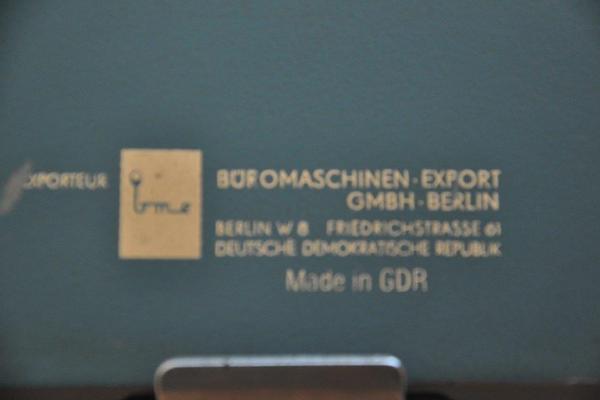 EXPORTEUR
BÜROMASCHINEN·EXPORT
GMBH·BERLIN
BERLIN W 8 FRIEDRICHSTRASSE 61
DEUTSCHE DEMOKRATISCHE REPUBLIK
Made in GDR